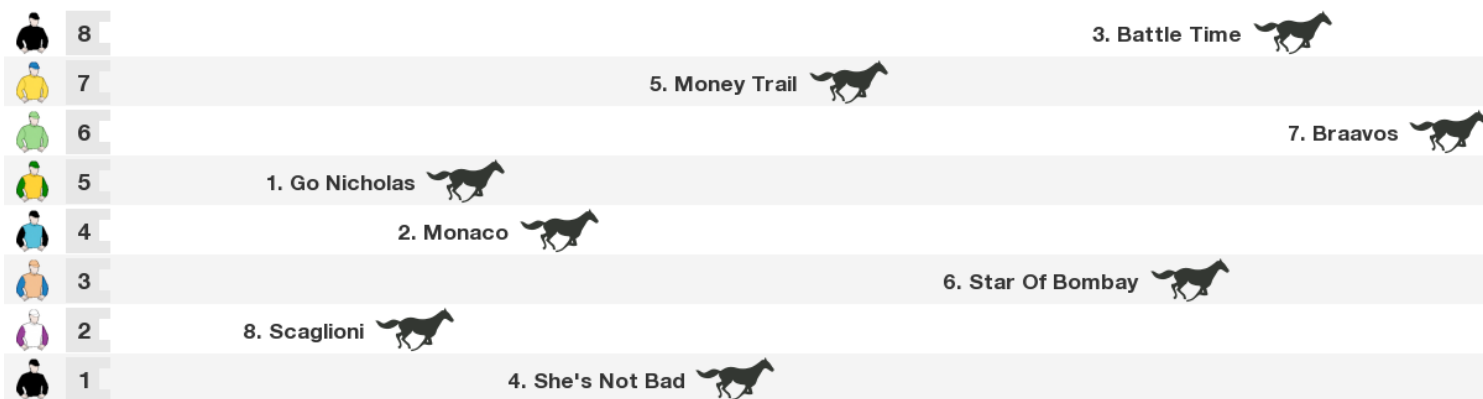 8 3. Battle Time
7 5. Money Trail
6 7. Braavos
5 1. Go Nicholas
4 2. Monaco
3 6. Star Of Bombay
2 8. Scaglioni
1 4. She's Not Bad